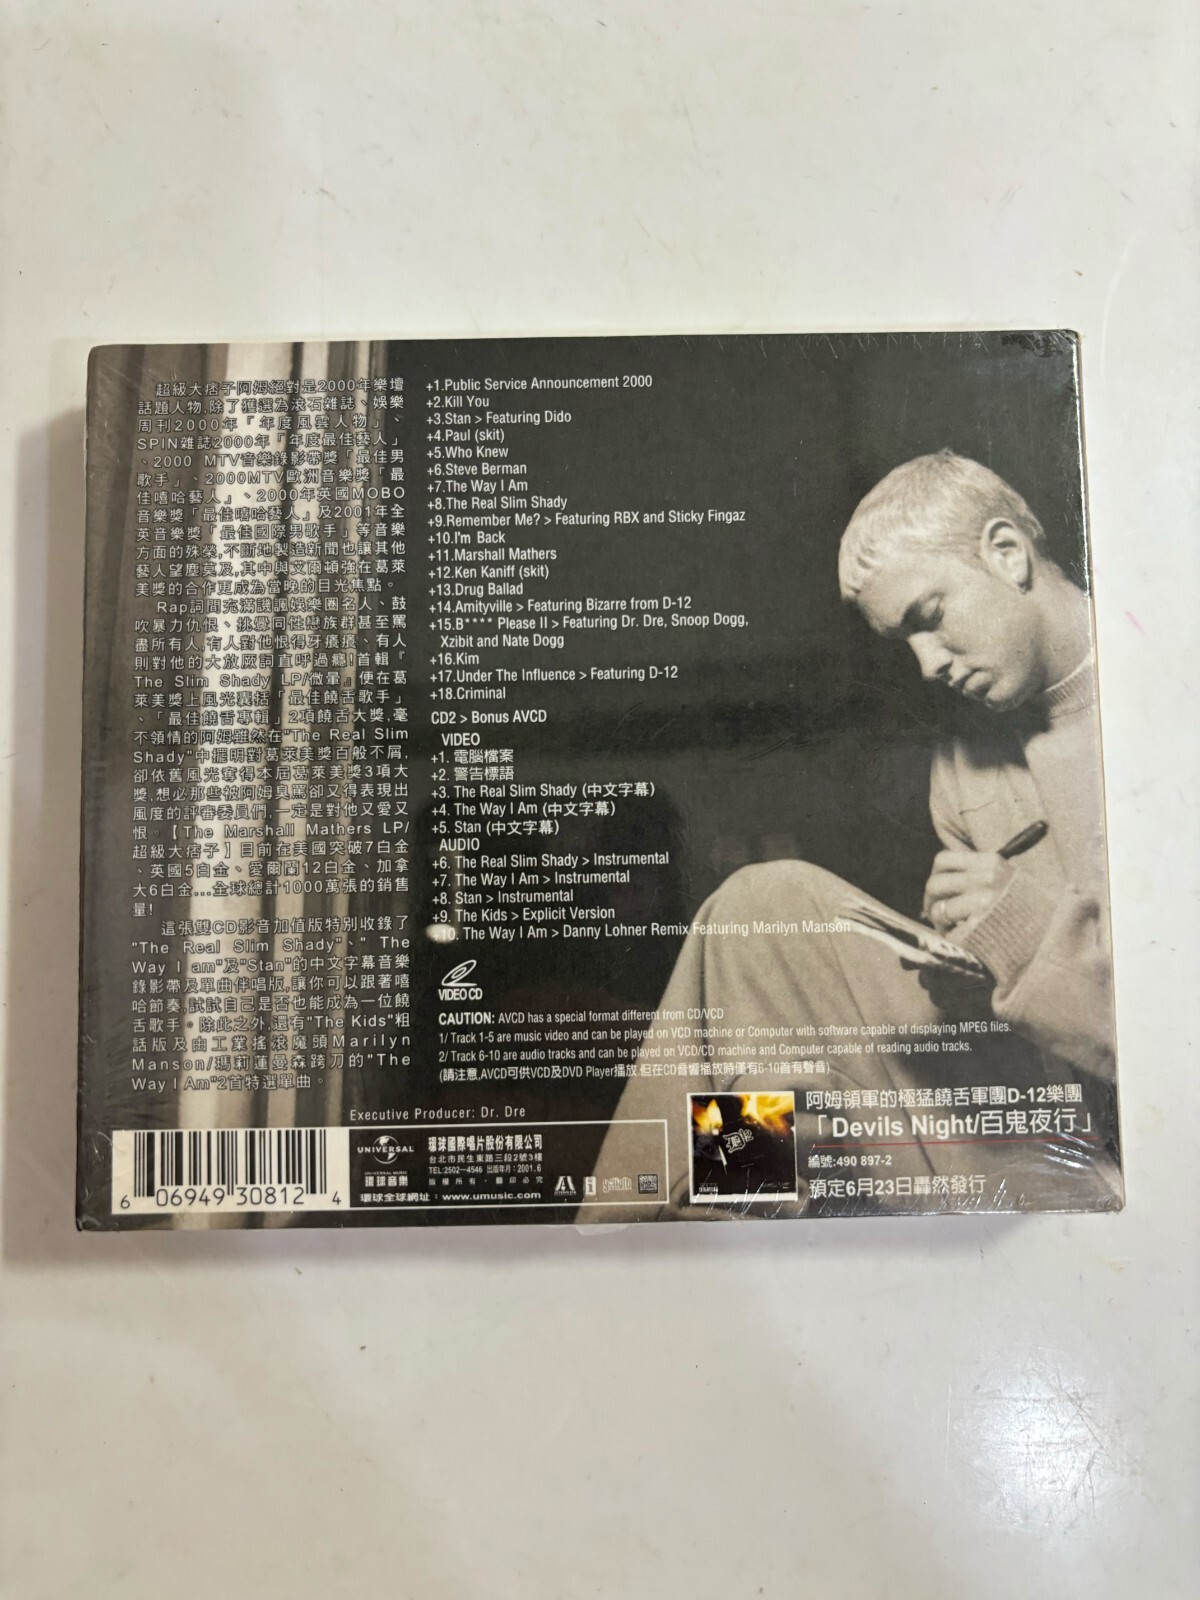 超級大痞子阿姆絕對是2000年樂壇
話題人物,除了獲選為滾石雜誌、娛樂
周刊2000年「年度風雲人物」、
SPIN雜誌2000年「年度最佳藝人」
、2000 MTV音樂錄影帶獎「最佳男
歌手」、2000MTV歐洲音樂獎「最
佳嘻哈藝人」、2000年英國MOBO
音樂獎「最佳嘻哈藝人」及2001年全
英音樂獎「最佳國際男歌手」等音樂
方面的殊榮,不斷地製造新聞也讓其他
藝人望塵莫及,其中與艾爾頓強在葛萊
美獎的合作更成為當晚的目光焦點。
Rap詞間充滿譏諷娛樂圈名人、鼓
吹暴力仇恨、挑釁同性戀族群甚至罵
盡所有人,有人對他恨得牙癢癢、有人
則對他的大放厥詞直呼過癮!首輯『
The Slim Shady LP/微暈』便在葛
萊美獎上風光囊括「最佳饒舌歌手」
、「最佳饒舌專輯」2項饒舌大獎,毫
不領情的阿姆雖然在"The Real Slim
Shady"中擺明對葛萊美獎百般不屑,
卻依舊風光奪得本屆葛萊美獎3項大
獎,想必那些被阿姆臭罵卻又得表現出
風度的評審委員們,一定是對他又愛又
恨。【The Marshall Mathers LP/
超級大痞子】目前在美國突破7白金
、英國5白金、愛爾蘭12白金、加拿
大6白金...全球總計1000萬張的銷售
量!
這張雙CD影音加值版特別收錄了
"The Real Slim Shady"、" The
Way I am"及"Stan"的中文字幕音樂
錄影帶及單曲伴唱版,讓你可以跟著嘻
哈節奏,試試自己是否也能成為一位饒
舌歌手。除此之外,還有"The Kids"粗
話版及由工業搖滾魔頭Marilyn
Manson/瑪莉蓮曼森跨刀的"The
Way I Am"2首特選單曲。
+1.Public Service Announcement 2000
+2.Kill You
+3.Stan > Featuring Dido
+4.Paul (skit)
+5.Who Knew
+6.Steve Berman
+7.The Way I Am
+8.The Real Slim Shady
+9.Remember Me? > Featuring RBX and Sticky Fingaz
+10.I'm Back
+11.Marshall Mathers
+12.Ken Kaniff (skit)
+13.Drug Ballad
+14.Amityville > Featuring Bizarre from D-12
+15.B**** Please II > Featuring Dr. Dre, Snoop Dogg,
Xzibit and Nate Dogg
+16.Kim
+17.Under The Influence > Featuring D-12
+18.Criminal
CD2 > Bonus AVCD
VIDEO
+1. 電腦檔案
+2. 警告標語
+3. The Real Slim Shady (中文字幕)
+4. The Way I Am (中文字幕)
+5. Stan (中文字幕)
AUDIO
+6. The Real Slim Shady > Instrumental
+7. The Way I Am > Instrumental
+8. Stan > Instrumental
+9. The Kids > Explicit Version
+10. The Way I Am > Danny Lohner Remix Featuring Marilyn Manson
VIDEO CD
CAUTION: AVCD has a special format different from CD/VCD
1/ Track 1-5 are music video and can be played on VCD machine or Computer with software capable of displaying MPEG files.
2/ Track 6-10 are audio tracks and can be played on VCD/CD machine and Computer capable of reading audio tracks.
(請注意,AVCD可供VCD及DVD Player播放,但在CD音響播放時僅有6-10首有聲音)
Executive Producer: Dr. Dre
6 06949 30812 4
UNIVERSAL
UNIVERSAL MUSIC
環球音樂
環球國際唱片股份有限公司
台北市民生東路三段2號3樓
TEL:2502-4546 出版年月:2001.6
版權所有·翻印必究
環球全球網址: www.umusic.com
阿姆領軍的極猛饒舌軍團D-12樂團
「Devils Night/百鬼夜行」
編號:490 897-2
預定6月23日轟然發行